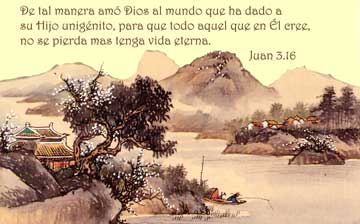 De tal manera amó Dios al mundo que ha dado a
su Hijo unigénito, para que todo aquel que en Él cree,
no se pierda mas tenga vida eterna.
Juan 3.16